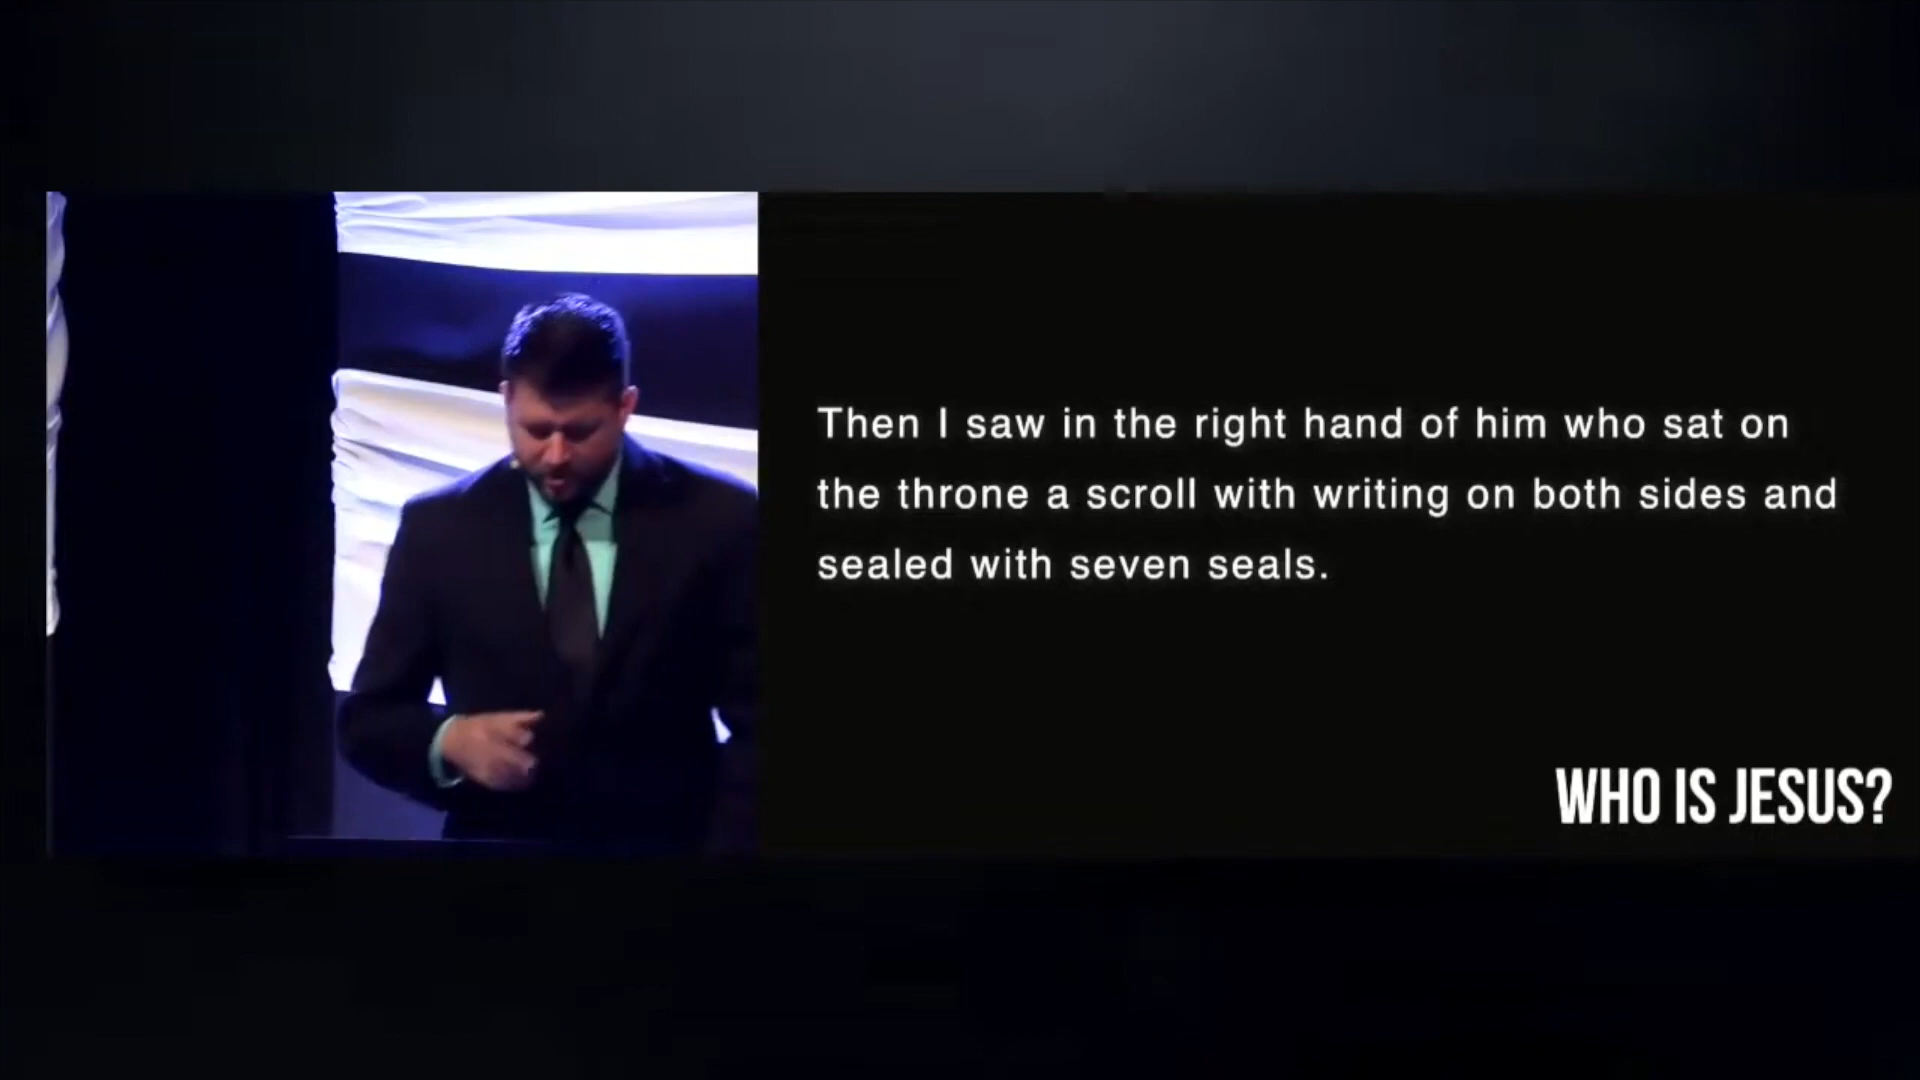 Then I saw in the right hand of him who sat on
the throne a scroll with writing on both sides and
sealed with seven seals.
WHO IS JESUS?